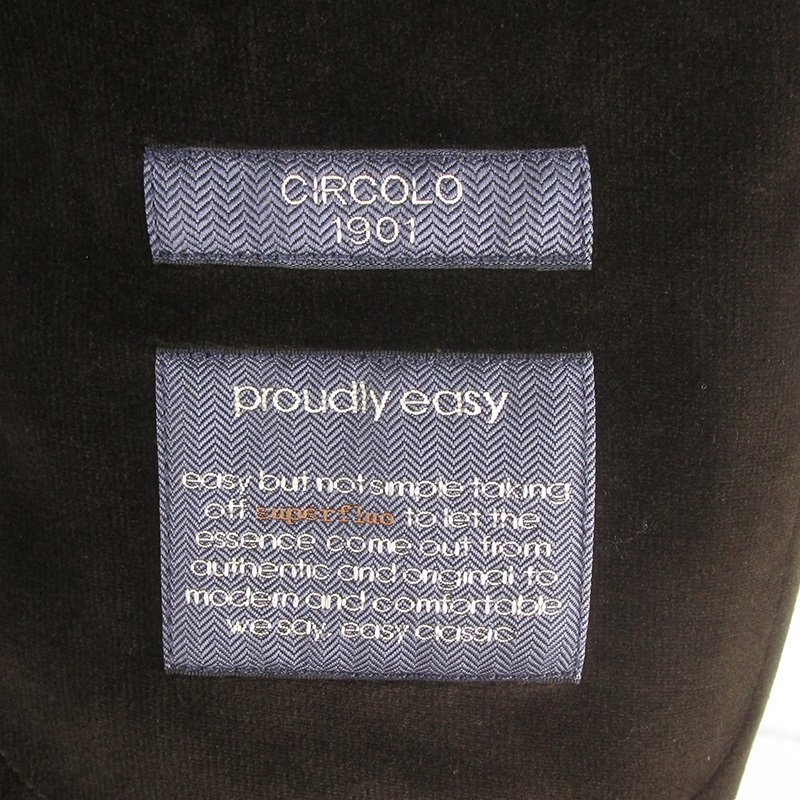 CIRCOLO
1901
proudly easy
easy but not simple taking
off superfluo to let the
essence come out from
authentic and original to
modern and comfortable
we say: easy classic